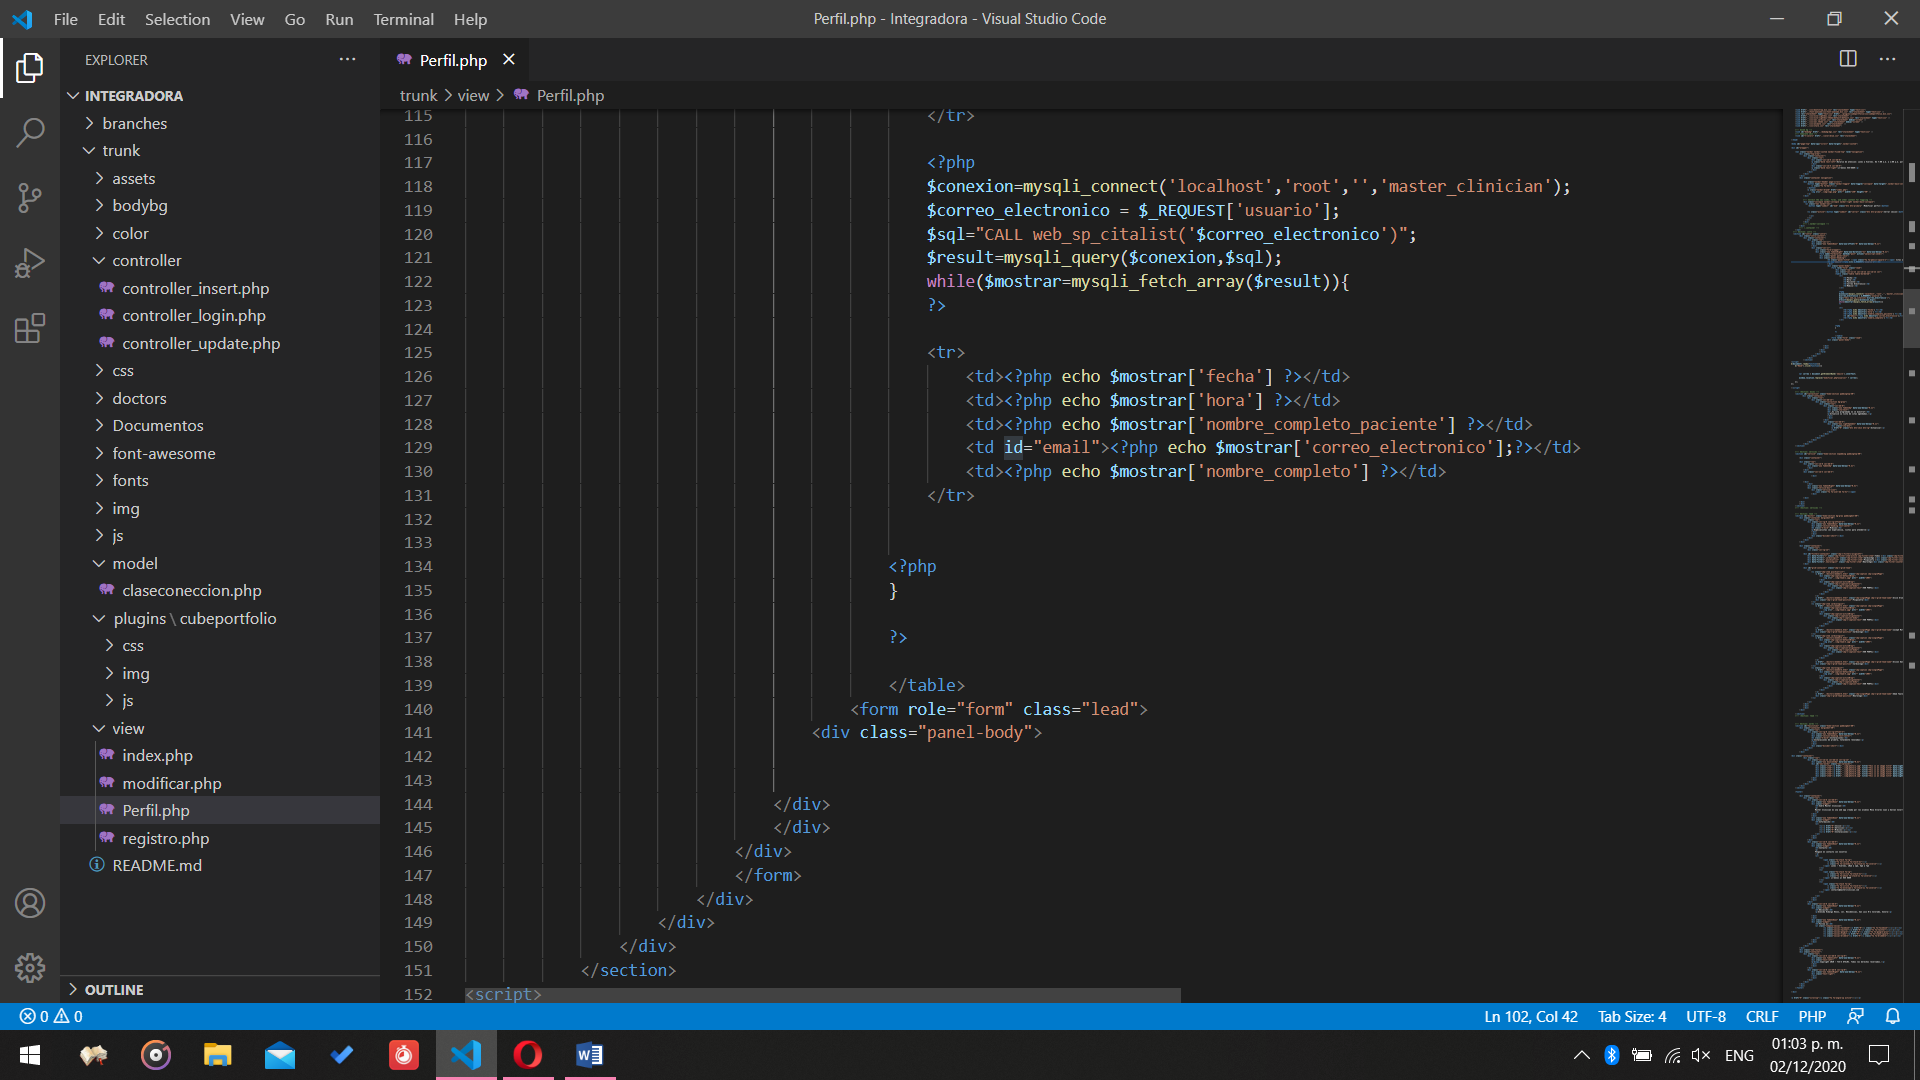 File Edit Selection View Go Run Terminal Help
Perfil.php - Integradora - Visual Studio Code
EXPLORER
INTEGRADORA
branches
trunk
assets
bodybg
color
controller
controller_insert.php
controller_login.php
controller_update.php
css
doctors
Documentos
font-awesome
fonts
img
js
model
claseconeccion.php
plugins \ cubeportfolio
css
img
js
view
index.php
modificar.php
Perfil.php
registro.php
README.md
OUTLINE
Perfil.php
trunk > view > Perfil.php
115 </tr>
116
117 <?php
118 $conexion=mysqli_connect('localhost','root','','master_clinician');
119 $correo_electronico = $_REQUEST['usuario'];
120 $sql="CALL web_sp_citalist('$correo_electronico')";
121 $result=mysqli_query($conexion,$sql);
122 while($mostrar=mysqli_fetch_array($result)){
123 ?>
124
125 <tr>
126 <td><?php echo $mostrar['fecha'] ?></td>
127 <td><?php echo $mostrar['hora'] ?></td>
128 <td><?php echo $mostrar['nombre_completo_paciente'] ?></td>
129 <td id="email"><?php echo $mostrar['correo_electronico'];?></td>
130 <td><?php echo $mostrar['nombre_completo'] ?></td>
131 </tr>
132
133
134 <?php
135 }
136
137 ?>
138
139 </table>
140 <form role="form" class="lead">
141 <div class="panel-body">
142
143
144 </div>
145 </div>
146 </div>
147 </form>
148 </div>
149 </div>
150 </div>
151 </section>
152 <script>
0 0
Ln 102, Col 42 Tab Size: 4 UTF-8 CRLF PHP
ENG
01:03 p. m.
02/12/2020